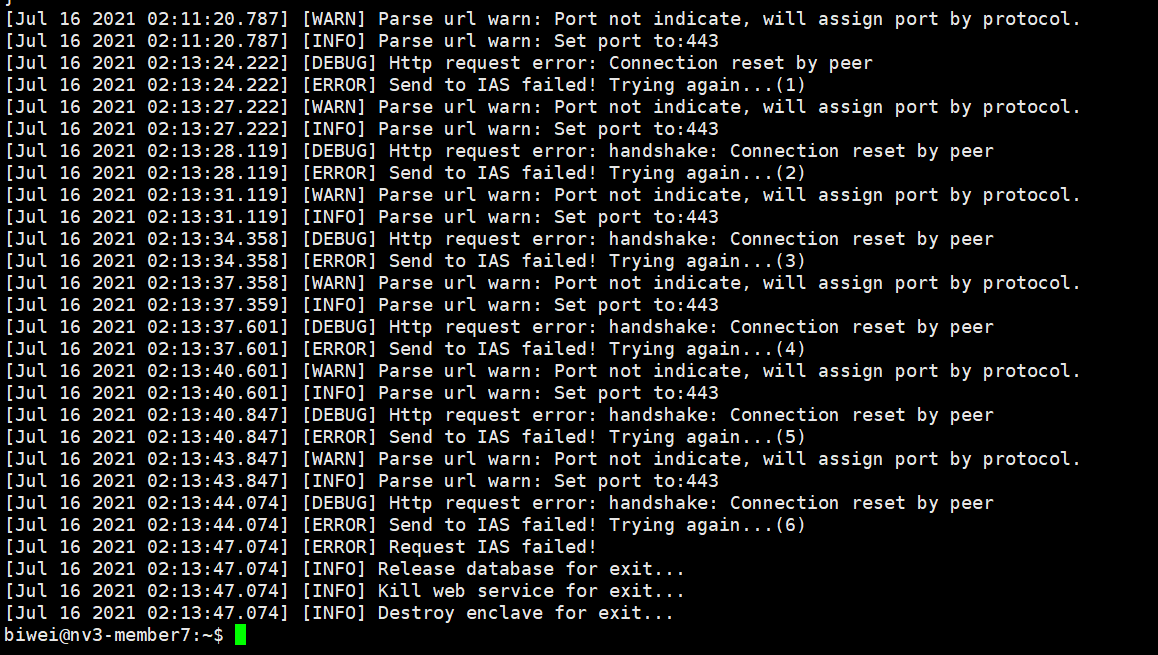 [Jul 16 2021 02:11:20.787] [WARN] Parse url warn: Port not indicate, will assign port by protocol.
[Jul 16 2021 02:11:20.787] [INFO] Parse url warn: Set port to:443
[Jul 16 2021 02:13:24.222] [DEBUG] Http request error: Connection reset by peer
[Jul 16 2021 02:13:24.222] [ERROR] Send to IAS failed! Trying again...(1)
[Jul 16 2021 02:13:27.222] [WARN] Parse url warn: Port not indicate, will assign port by protocol.
[Jul 16 2021 02:13:27.222] [INFO] Parse url warn: Set port to:443
[Jul 16 2021 02:13:28.119] [DEBUG] Http request error: handshake: Connection reset by peer
[Jul 16 2021 02:13:28.119] [ERROR] Send to IAS failed! Trying again...(2)
[Jul 16 2021 02:13:31.119] [WARN] Parse url warn: Port not indicate, will assign port by protocol.
[Jul 16 2021 02:13:31.119] [INFO] Parse url warn: Set port to:443
[Jul 16 2021 02:13:34.358] [DEBUG] Http request error: handshake: Connection reset by peer
[Jul 16 2021 02:13:34.358] [ERROR] Send to IAS failed! Trying again...(3)
[Jul 16 2021 02:13:37.358] [WARN] Parse url warn: Port not indicate, will assign port by protocol.
[Jul 16 2021 02:13:37.359] [INFO] Parse url warn: Set port to:443
[Jul 16 2021 02:13:37.601] [DEBUG] Http request error: handshake: Connection reset by peer
[Jul 16 2021 02:13:37.601] [ERROR] Send to IAS failed! Trying again...(4)
[Jul 16 2021 02:13:40.601] [WARN] Parse url warn: Port not indicate, will assign port by protocol.
[Jul 16 2021 02:13:40.601] [INFO] Parse url warn: Set port to:443
[Jul 16 2021 02:13:40.847] [DEBUG] Http request error: handshake: Connection reset by peer
[Jul 16 2021 02:13:40.847] [ERROR] Send to IAS failed! Trying again...(5)
[Jul 16 2021 02:13:43.847] [WARN] Parse url warn: Port not indicate, will assign port by protocol.
[Jul 16 2021 02:13:43.847] [INFO] Parse url warn: Set port to:443
[Jul 16 2021 02:13:44.074] [DEBUG] Http request error: handshake: Connection reset by peer
[Jul 16 2021 02:13:44.074] [ERROR] Send to IAS failed! Trying again...(6)
[Jul 16 2021 02:13:47.074] [ERROR] Request IAS failed!
[Jul 16 2021 02:13:47.074] [INFO] Release database for exit...
[Jul 16 2021 02:13:47.074] [INFO] Kill web service for exit...
[Jul 16 2021 02:13:47.074] [INFO] Destroy enclave for exit...
biwei@nv3-member7:~$